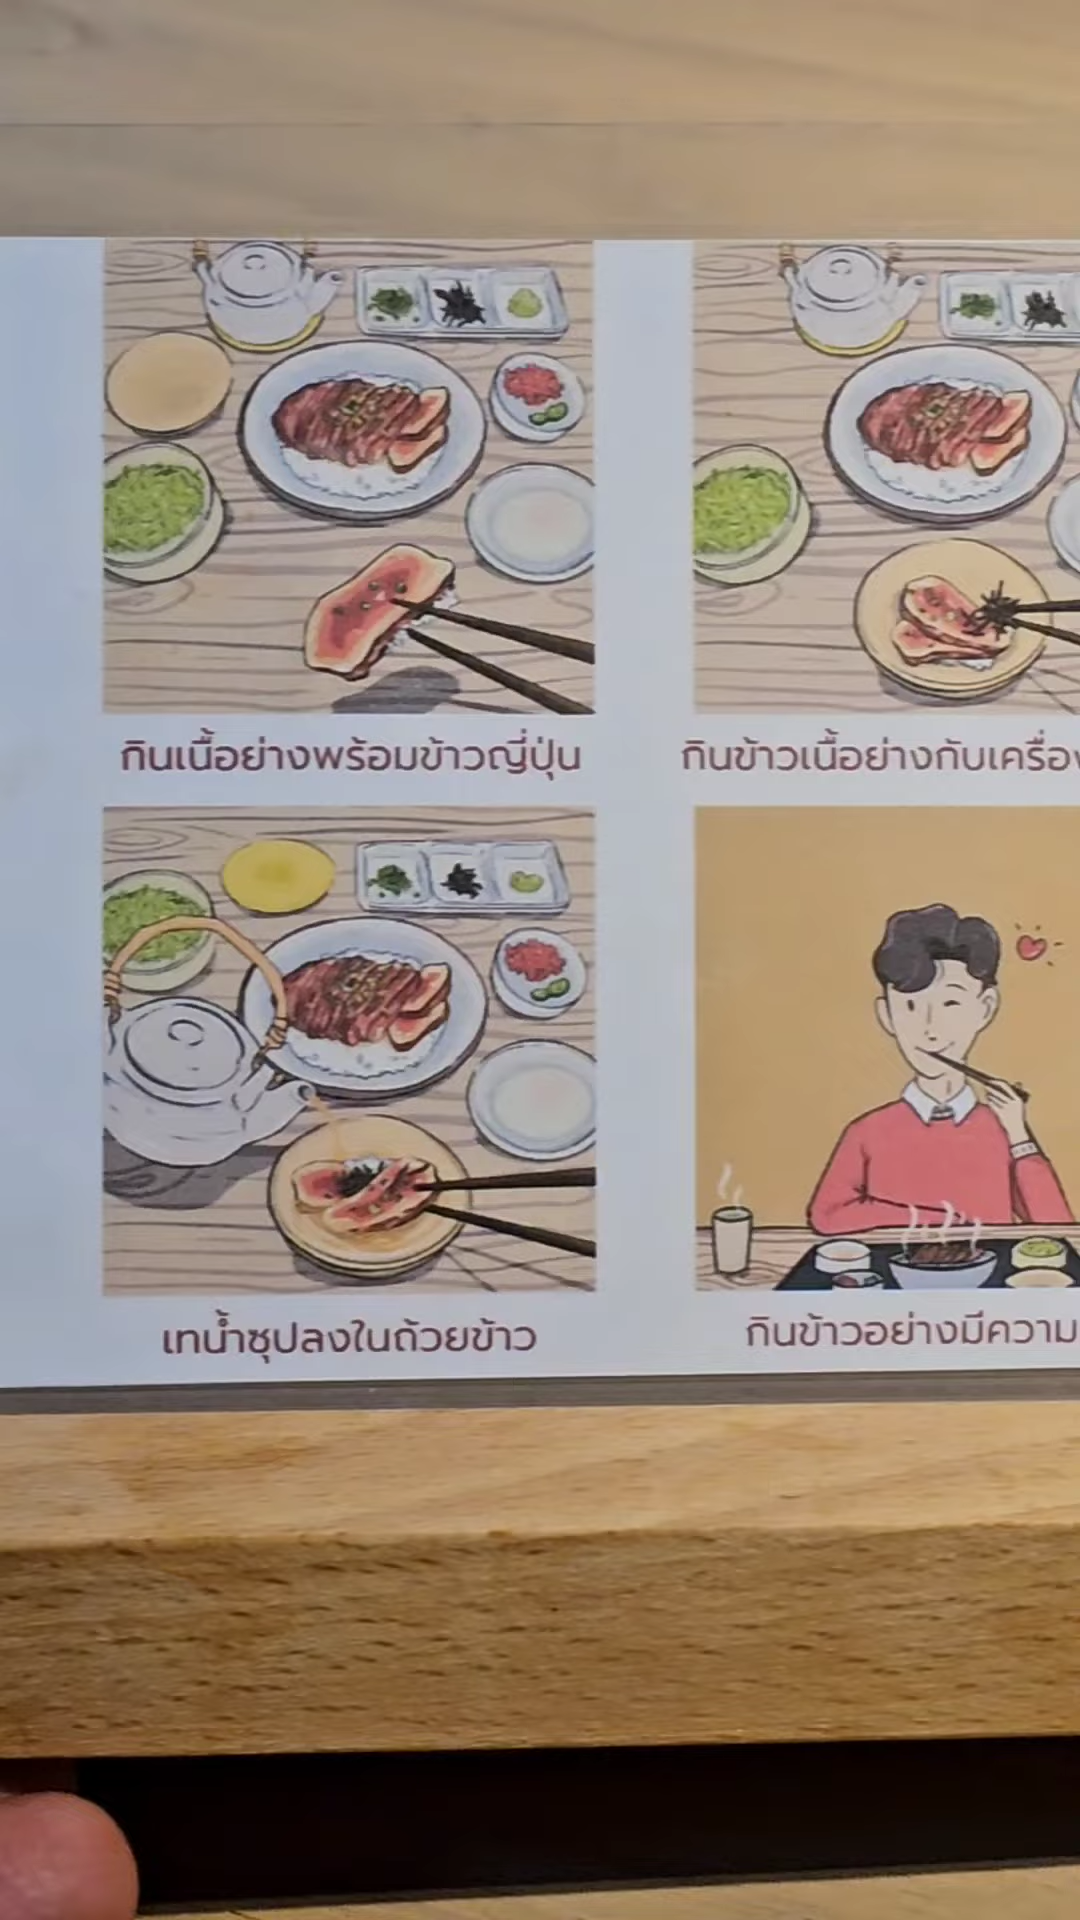 กินเนื้อย่างพร้อมข้าวญี่ปุ่น
กินข้าวเนื้อย่างกับเครื่อง
เทน้ำซุปลงในถ้วยข้าว
กินข้าวอย่างมีความ